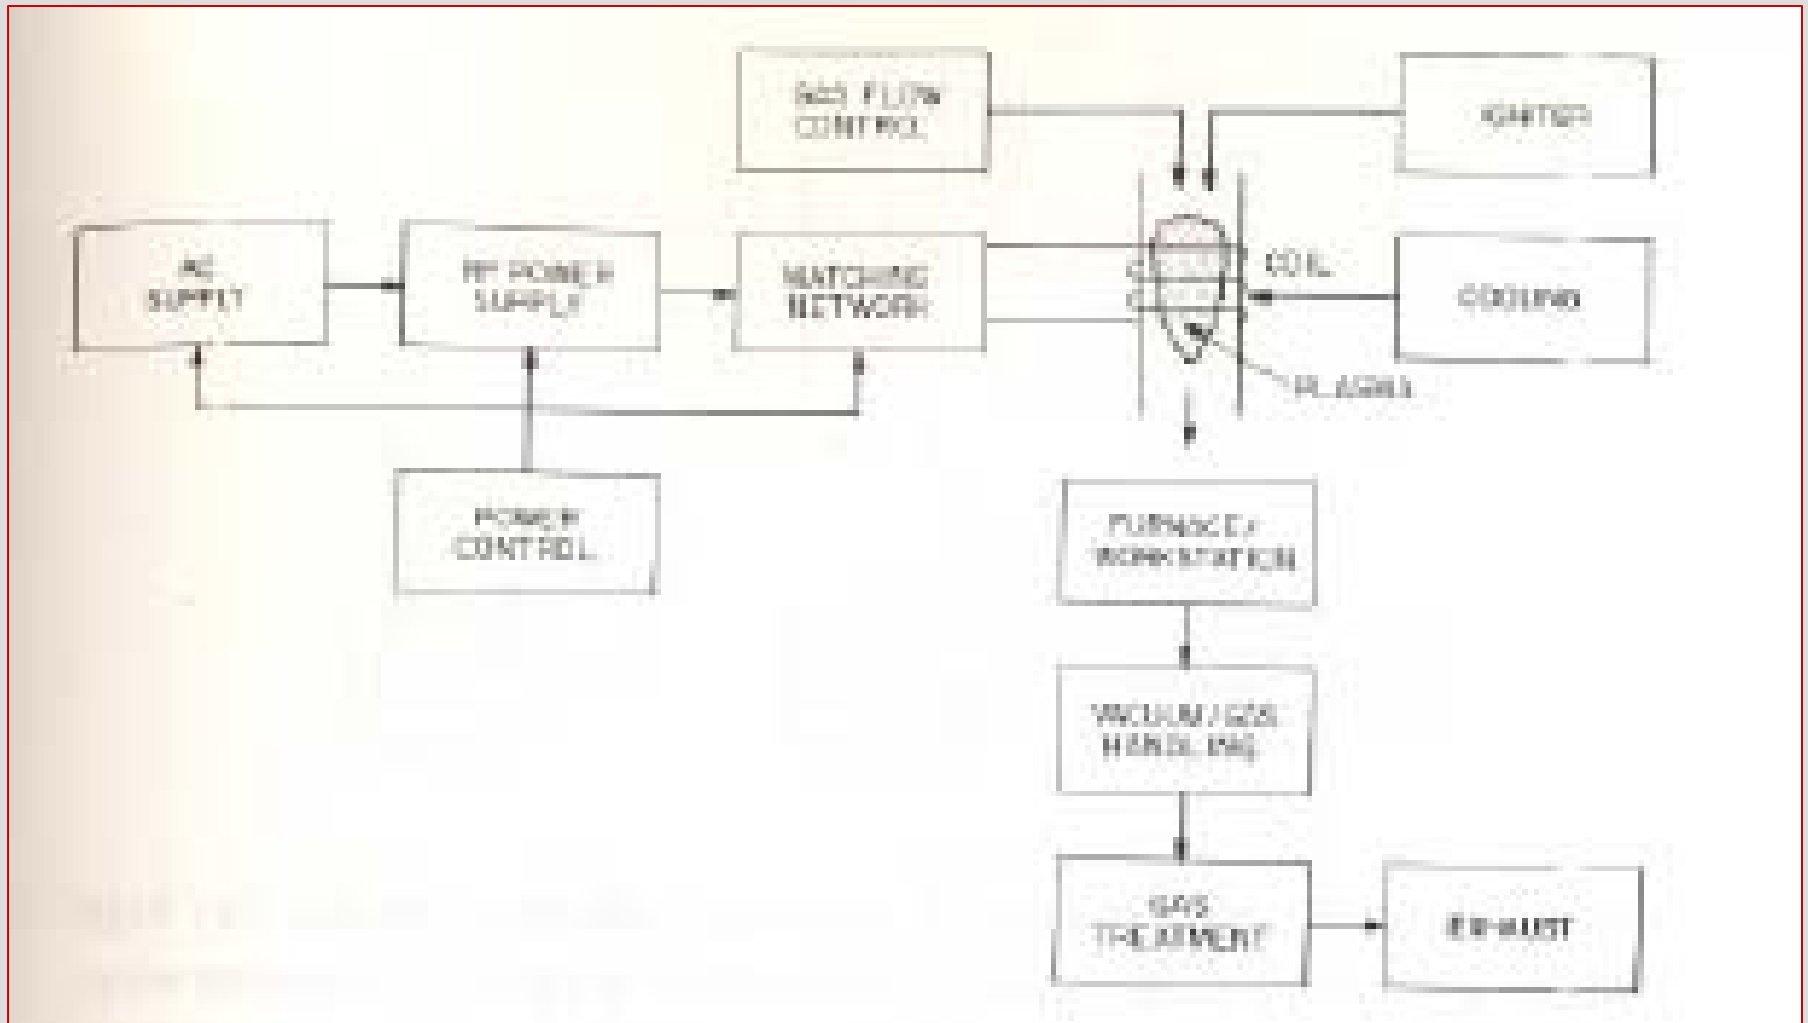 GAS FLOW
CONTROL
IGNITER
AC
SUPPLY
RF POWER
SUPPLY
MATCHING
NETWORK
COIL
COOLING
PLASMA
POWER
CONTROL
FURNACE/
WORKSTATION
VACUUM/GAS
HANDLING
GAS
TREATMENT
EXHAUST